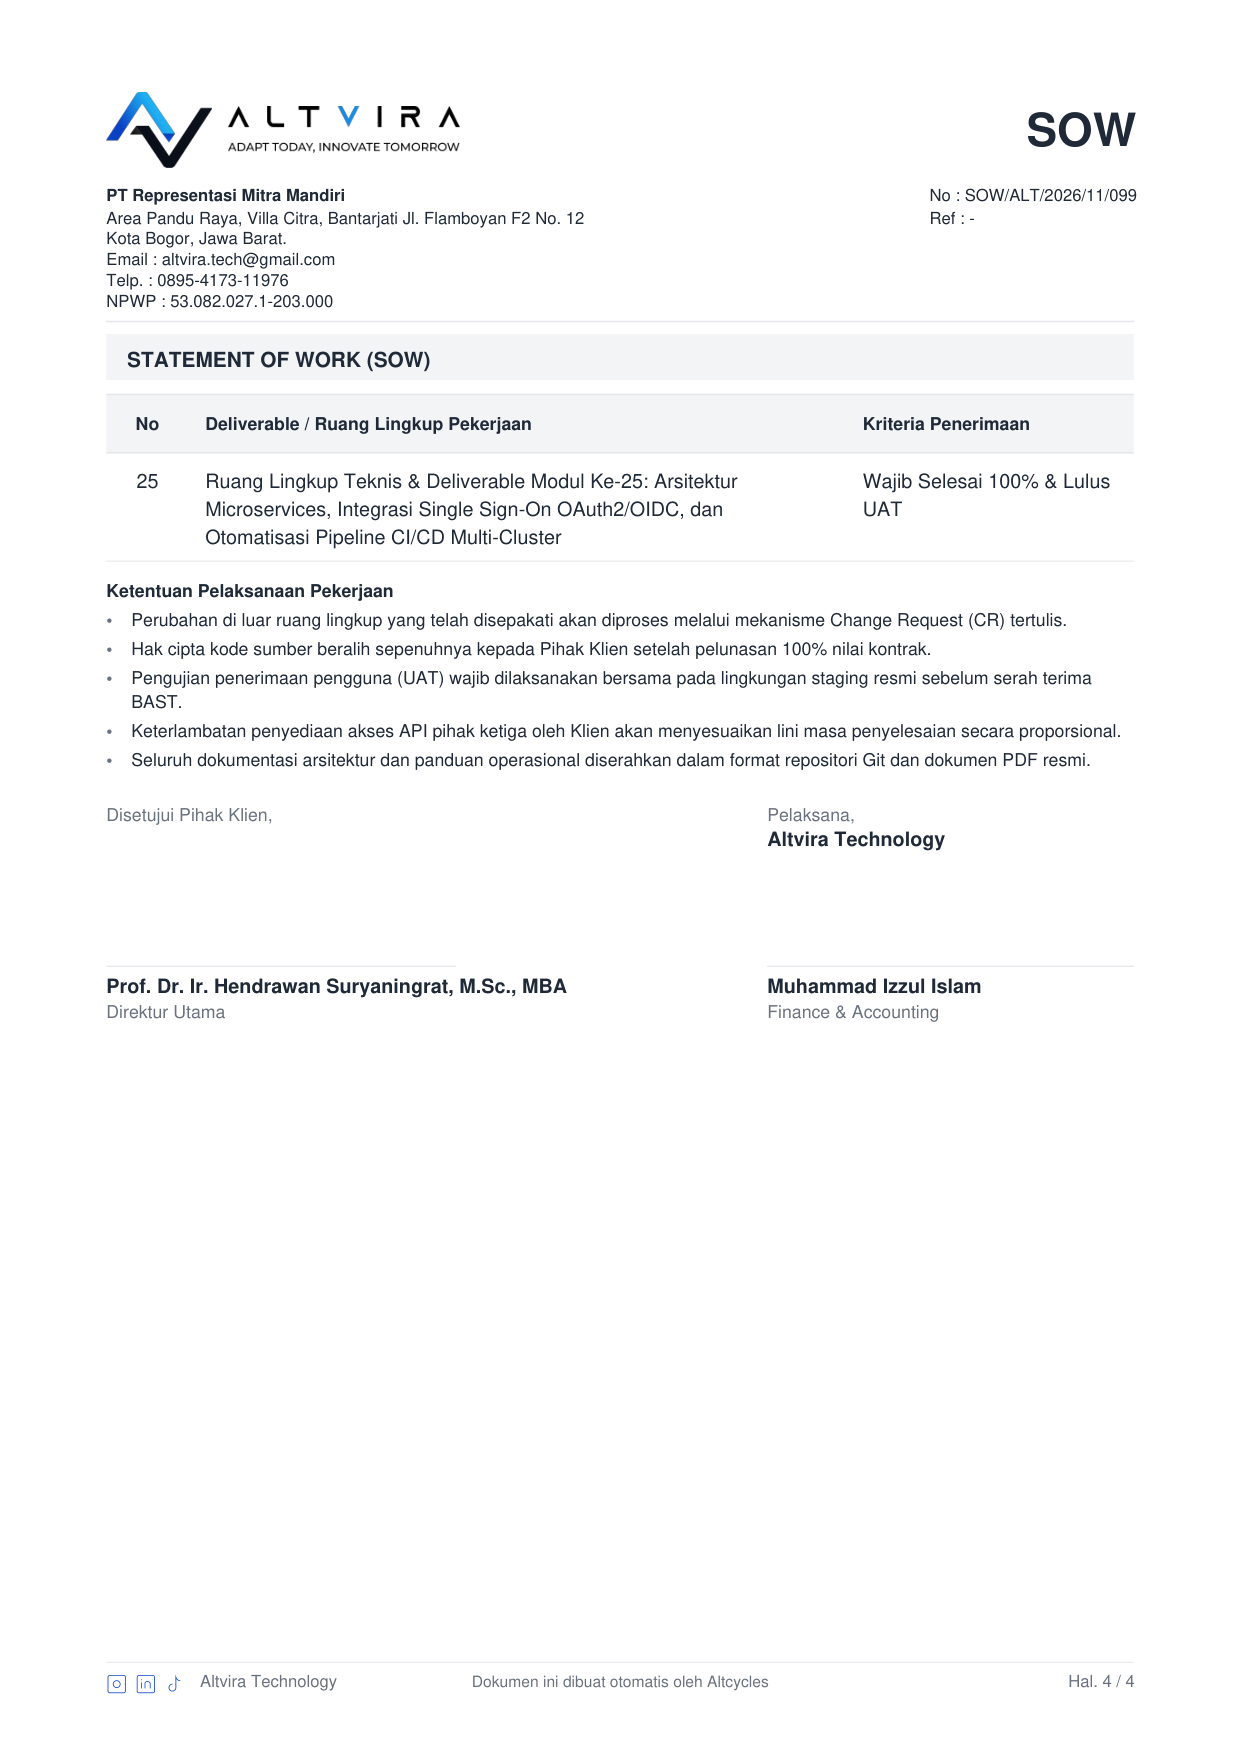 ALTVIRA
ADAPT TODAY, INNOVATE TOMORROW
SOW
PT Representasi Mitra Mandiri
Area Pandu Raya, Villa Citra, Bantarjati Jl. Flamboyan F2 No. 12
Kota Bogor, Jawa Barat.
Email : altvira.tech@gmail.com
Telp. : 0895-4173-11976
NPWP : 53.082.027.1-203.000
No : SOW/ALT/2026/11/099
Ref : -
STATEMENT OF WORK (SOW)
No Deliverable / Ruang Lingkup Pekerjaan Kriteria Penerimaan
25 Ruang Lingkup Teknis & Deliverable Modul Ke-25: Arsitektur Wajib Selesai 100% & Lulus
Microservices, Integrasi Single Sign-On OAuth2/OIDC, dan UAT
Otomatisasi Pipeline CI/CD Multi-Cluster
Ketentuan Pelaksanaan Pekerjaan
• Perubahan di luar ruang lingkup yang telah disepakati akan diproses melalui mekanisme Change Request (CR) tertulis.
• Hak cipta kode sumber beralih sepenuhnya kepada Pihak Klien setelah pelunasan 100% nilai kontrak.
• Pengujian penerimaan pengguna (UAT) wajib dilaksanakan bersama pada lingkungan staging resmi sebelum serah terima
BAST.
• Keterlambatan penyediaan akses API pihak ketiga oleh Klien akan menyesuaikan lini masa penyelesaian secara proporsional.
• Seluruh dokumentasi arsitektur dan panduan operasional diserahkan dalam format repositori Git dan dokumen PDF resmi.
Disetujui Pihak Klien,
Pelaksana,
Altvira Technology
Prof. Dr. Ir. Hendrawan Suryaningrat, M.Sc., MBA
Direktur Utama
Muhammad Izzul Islam
Finance & Accounting
in Altvira Technology Dokumen ini dibuat otomatis oleh Altcycles Hal. 4 / 4